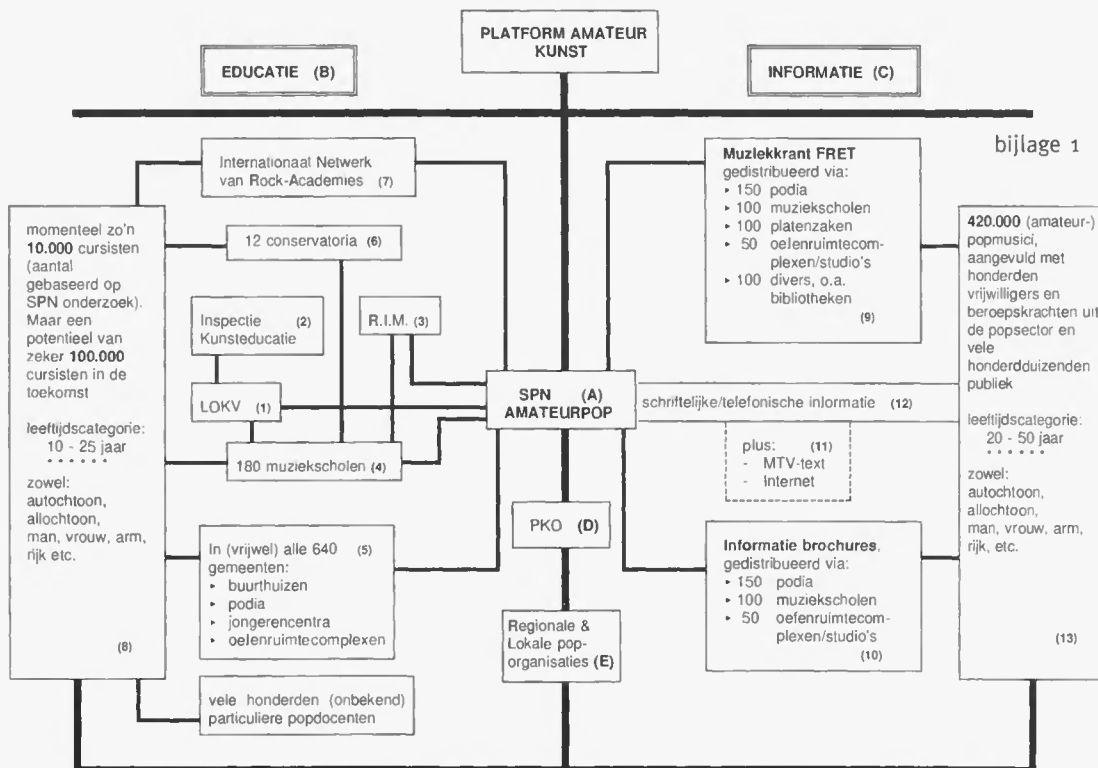 PLATFORM AMATEUR
KUNST
EDUCATIE (B)
INFORMATIE (C)
bijlage 1
Internationaal Netwerk
van Rock-Academies (7)
12 conservatoria (6)
Inspectie (2)
Kunsteducatie
R.I.M. (3)
LOKV (1)
180 muziekscholen (4)
momenteel zo'n
10.000 cursisten
(aantal
gebaseerd op
SPN onderzoek).
Maar een
potentieel van
zeker 100.000
cursisten in de
toekomst
leeftijdscategorie:
10 - 25 jaar
zowel:
autochtoon,
allochtoon,
man, vrouw, arm,
rijk etc.
(8)
In (vrijwel) alle 640 (5)
gemeenten:
▸ buurthuizen
▸ podia
▸ jongerencentra
▸ oefenruimtecomplexen
vele honderden (onbekend)
particuliere popdocenten
SPN (A)
AMATEURPOP
PKO (D)
Regionale &
Lokale pop-
organisaties (E)
Muziekkrant FRET
gedistribueerd via:
▸ 150 podia
▸ 100 muziekscholen
▸ 100 platenzaken
▸ 50 oefenruimtecom-
plexen/studio's
▸ 100 divers, o.a.
bibliotheken
(9)
schriftelijke/telefonische informatie (12)
plus: (11)
- MTV-text
- Internet
Informatie brochures,
gedistribueerd via:
▸ 150 podia
▸ 100 muziekscholen
▸ 50 oefenruimtecom-
plexen/studio's
(10)
420.000 (amateur-)
popmusici,
aangevuld met
honderden
vrijwilligers en
beroepskrachten uit
de popsector en
vele
honderdduizenden
publiek
leeftijdscategorie:
20 - 50 jaar
zowel:
autochtoon,
allochtoon,
man, vrouw, arm,
rijk, etc.
(13)